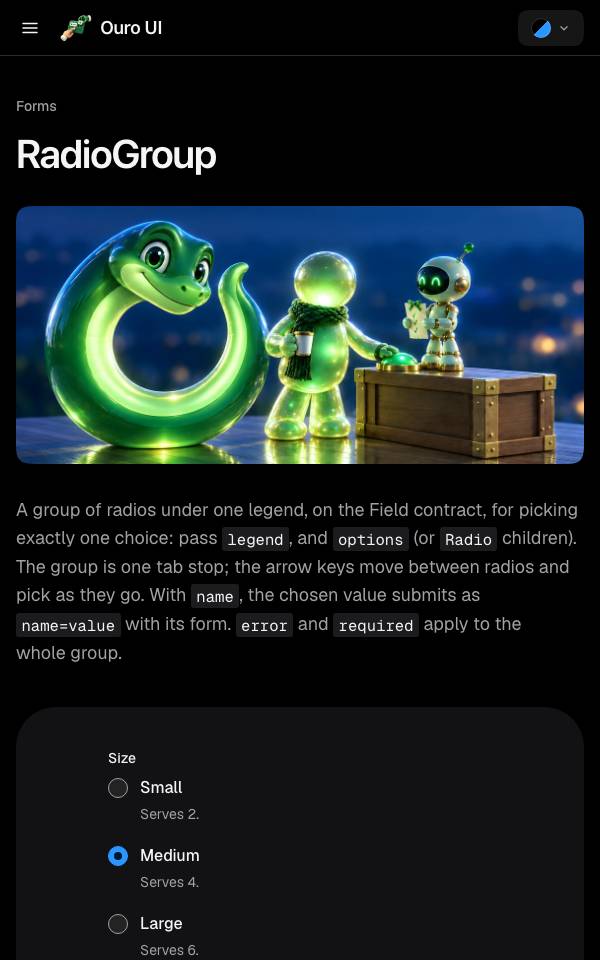 Ouro UI
Forms
RadioGroup
A group of radios under one legend, on the Field contract, for picking
exactly one choice: pass legend, and options (or Radio children).
The group is one tab stop; the arrow keys move between radios and
pick as they go. With name, the chosen value submits as
name=value with its form. error and required apply to the
whole group.
Size
Small
Serves 2.
Medium
Serves 4.
Large
Serves 6.